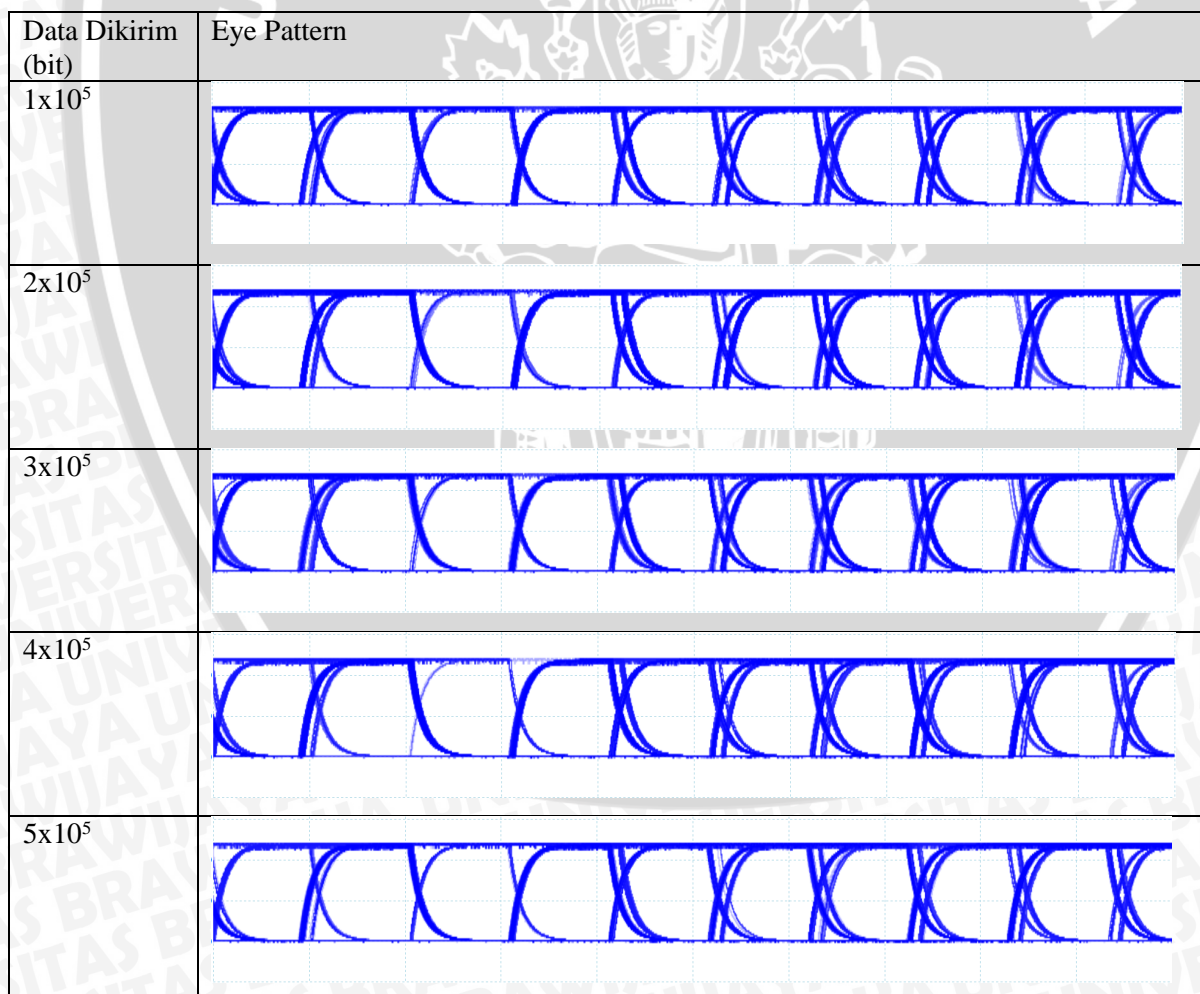 Data Dikirim Eye Pattern
(bit)
1x10⁵
2x10⁵
3x10⁵
4x10⁵
5x10⁵